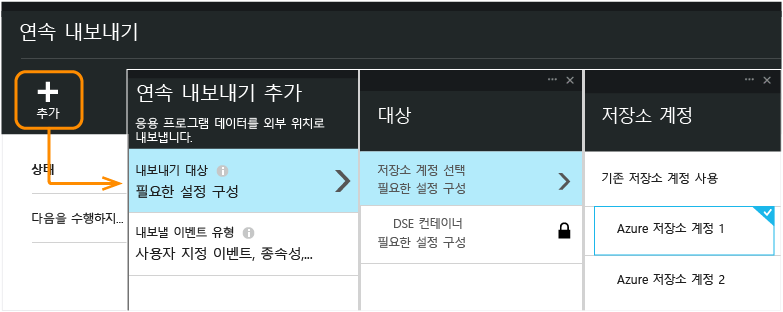 연속 내보내기
추가
상태
다음을 수행하지...
연속 내보내기 추가
응용 프로그램 데이터를 외부 위치로
내보냅니다.
내보내기 대상
필요한 설정 구성
내보낼 이벤트 유형
사용자 지정 이벤트, 종속성,...
대상
저장소 계정 선택
필요한 설정 구성
DSE 컨테이너
필요한 설정 구성
저장소 계정
기존 저장소 계정 사용
Azure 저장소 계정 1
Azure 저장소 계정 2